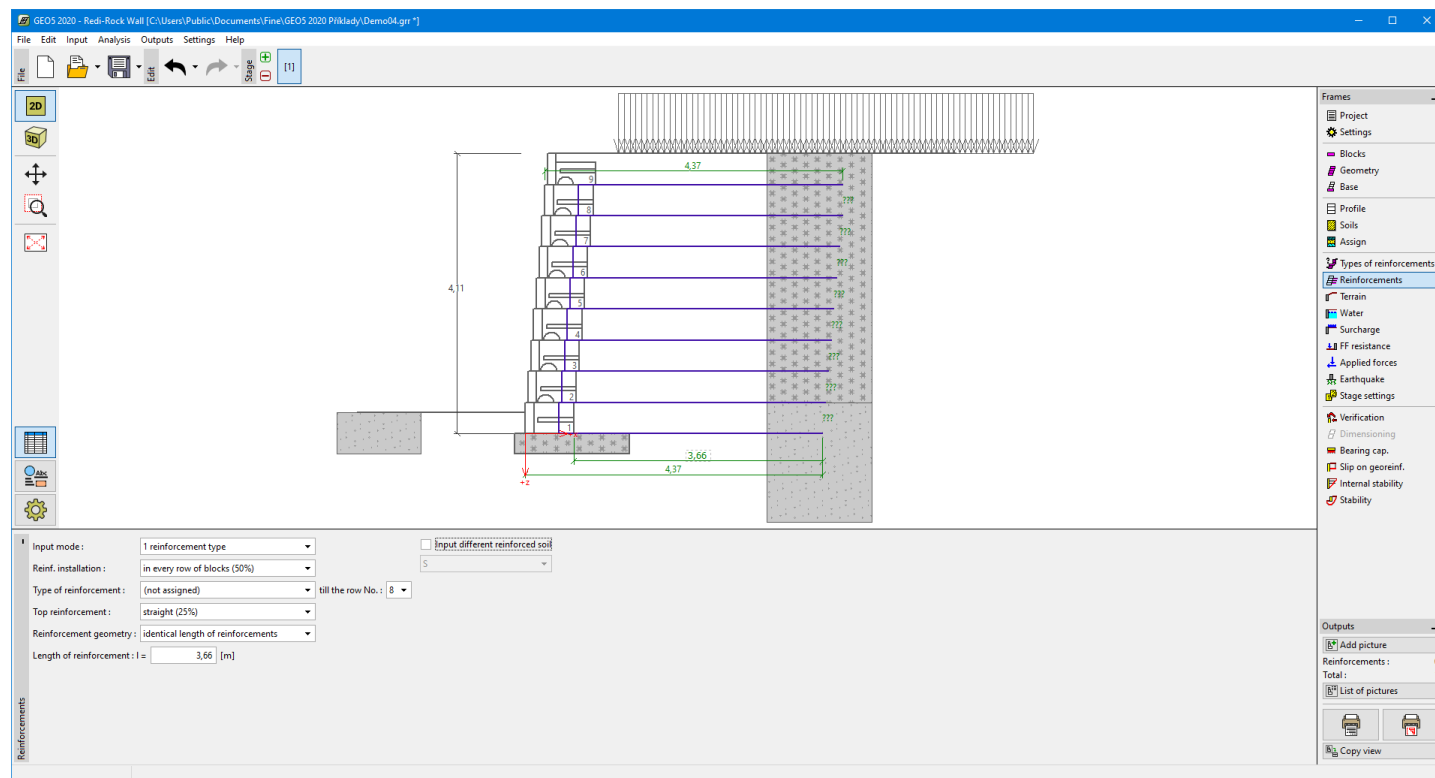 GEO5 2020 - Redi-Rock Wall [C:\Users\Public\Documents\Fine\GEO5 2020 Příklady\Demo04.grr *]
File Edit Input Analysis Outputs Settings Help
File
Edit
Stage
[1]
2D
3D
4,37
9
8
7
6
5
4
3
2
1
???
???
???
???
???
???
???
???
4,11
3,66
4,37
+z
Abc
Frames
Project
Settings
Blocks
Geometry
Base
Profile
Soils
Assign
Types of reinforcements
Reinforcements
Terrain
Water
Surcharge
FF resistance
Applied forces
Earthquake
Stage settings
Verification
Dimensioning
Bearing cap.
Slip on georeinf.
Internal stability
Stability
Outputs
Add picture
Reinforcements :
Total :
List of pictures
Copy view
Reinforcements
Input mode : 1 reinforcement type
Input different reinforced soil
Reinf. installation : in every row of blocks (50%)
S
Type of reinforcement : (not assigned) till the row No. : 8
Top reinforcement : straight (25%)
Reinforcement geometry : identical length of reinforcements
Length of reinforcement : l = 3,66 [m]